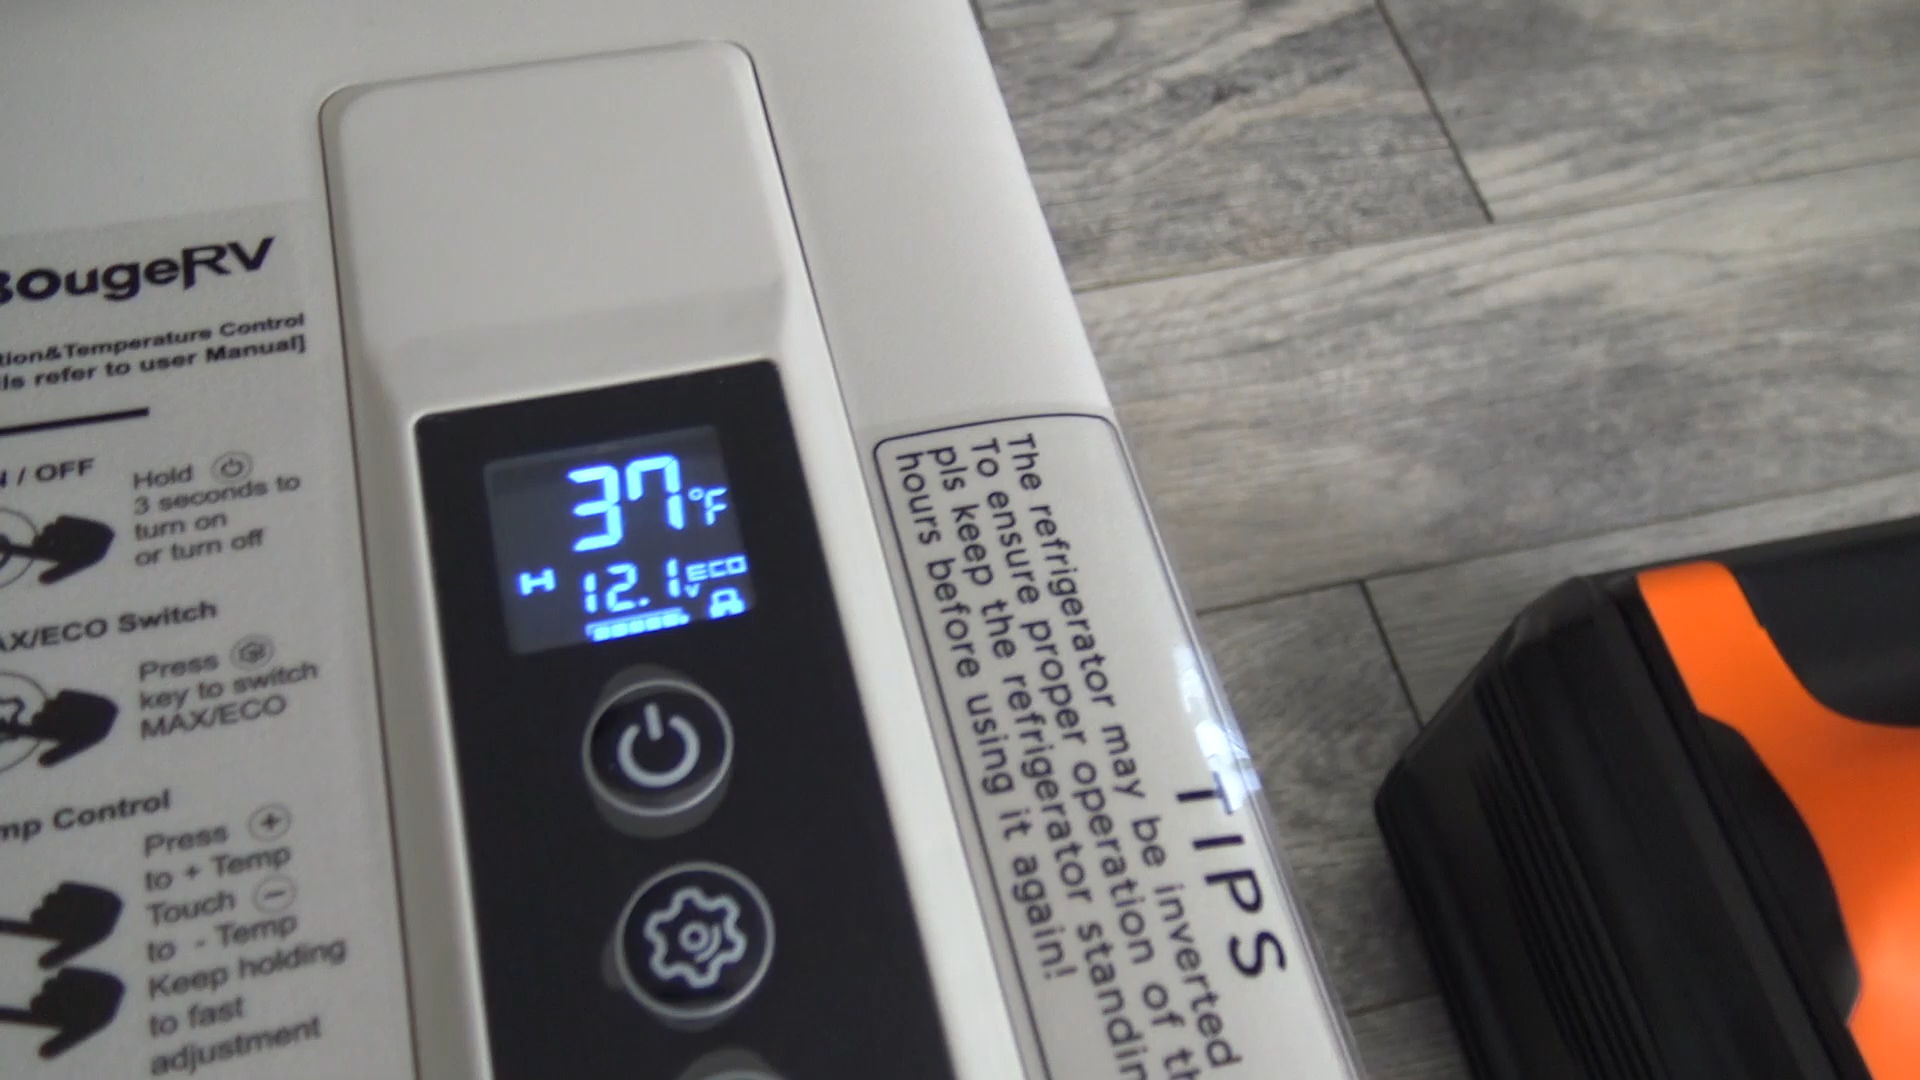 BougeRV
tion&Temperature Control
ls refer to user Manual]
N / OFF
Hold
3 seconds to
turn on
or turn off
AX/ECO Switch
Press
key to switch
MAX/ECO
mp Control
Press +
to + Temp
Touch −
to - Temp
Keep holding
to fast
adjustment
37°F
H 12.1V ECO
TIPS
The refrigerator may be inverted
To ensure proper operation of th
pls keep the refrigerator standin
hours before using it again!